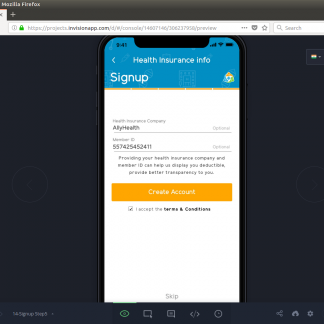 Mozilla Firefox
https://projects.invisionapp.com/d/#/console/14607146/306237958/preview
Search
9:41
Health Insurance info
Signup
Health Insurance Company
AllyHealth
Optional
Member ID
557425452411
Optional
Providing your health insurance company and
member ID can help us display you deductible,
provide better transparency to you.
Create Account
I accept the terms & Conditions
Skip
14-Signup Step5